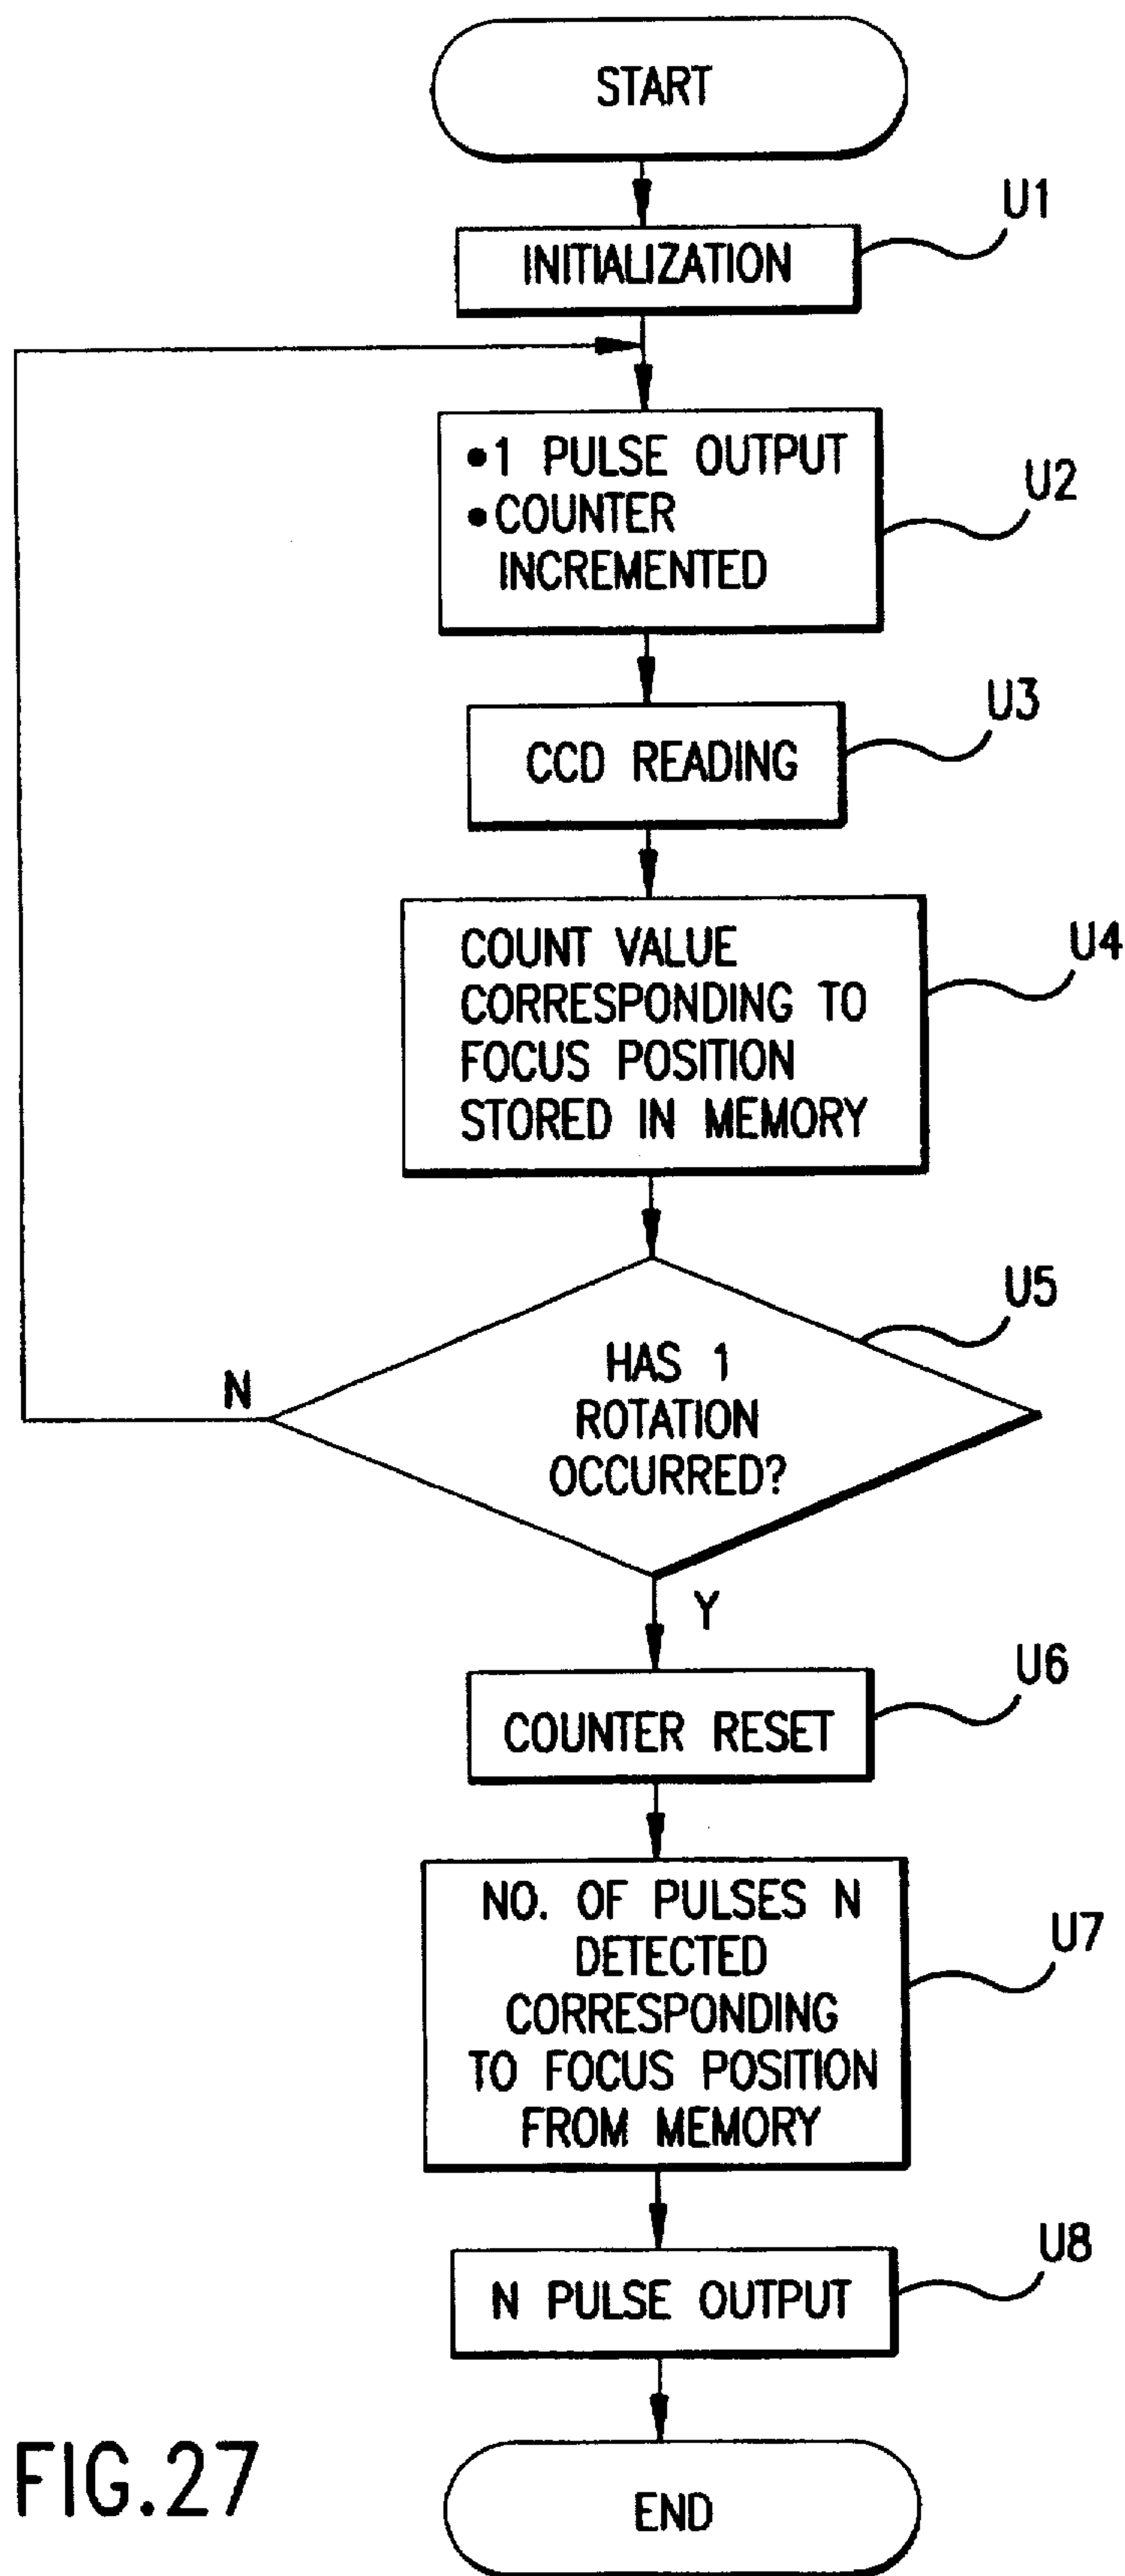 START
U1
INITIALIZATION
•1 PULSE OUTPUT
•COUNTER
INCREMENTED
U2
U3
CCD READING
U4
COUNT VALUE
CORRESPONDING TO
FOCUS POSITION
STORED IN MEMORY
U5
HAS 1
ROTATION
OCCURRED?
N
Y
U6
COUNTER RESET
NO. OF PULSES N
DETECTED
CORRESPONDING
TO FOCUS POSITION
FROM MEMORY
U7
U8
N PULSE OUTPUT
END
FIG.27